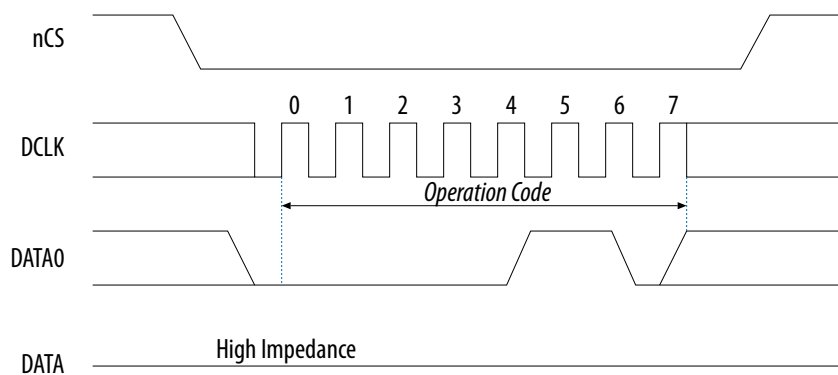 nCS
0 1 2 3 4 5 6 7
DCLK
Operation Code
DATA0
High Impedance
DATA